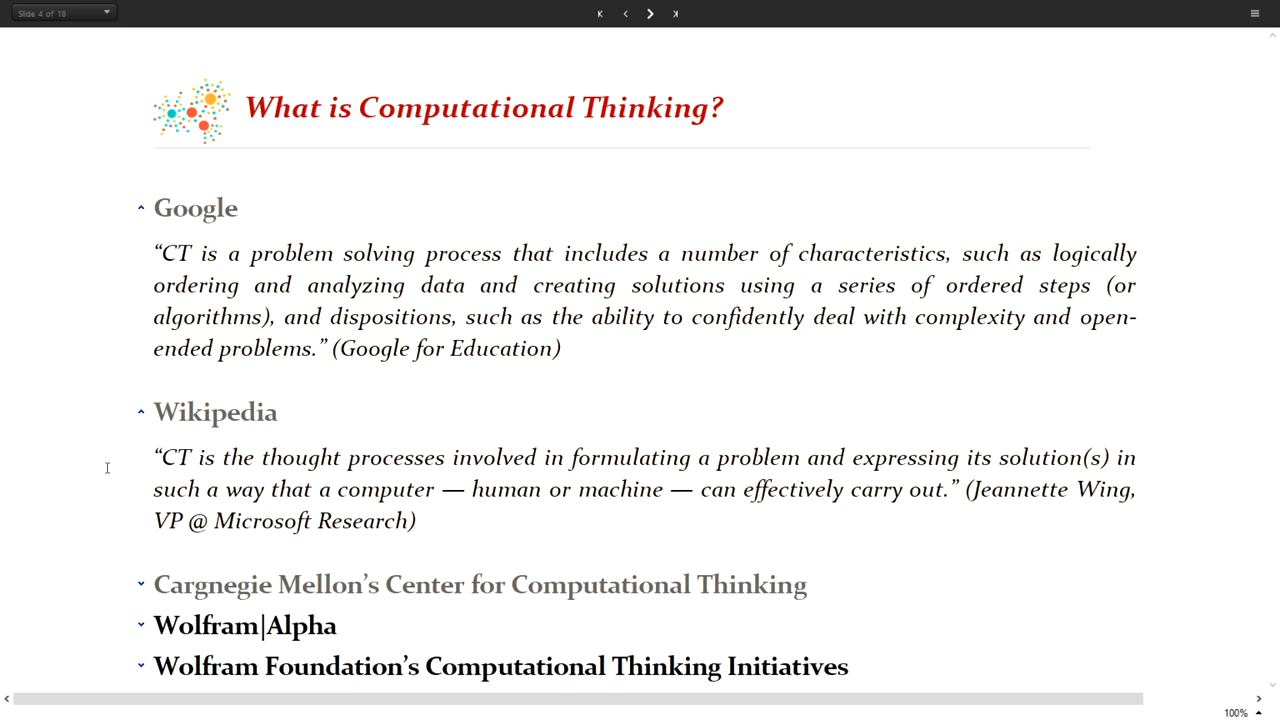 Slide 4 of 18
What is Computational Thinking?
Google
“CT is a problem solving process that includes a number of characteristics, such as logically
ordering and analyzing data and creating solutions using a series of ordered steps (or
algorithms), and dispositions, such as the ability to confidently deal with complexity and open-
ended problems.” (Google for Education)
Wikipedia
“CT is the thought processes involved in formulating a problem and expressing its solution(s) in
such a way that a computer — human or machine — can effectively carry out.” (Jeannette Wing,
VP @ Microsoft Research)
Cargnegie Mellon’s Center for Computational Thinking
Wolfram|Alpha
Wolfram Foundation’s Computational Thinking Initiatives
100%